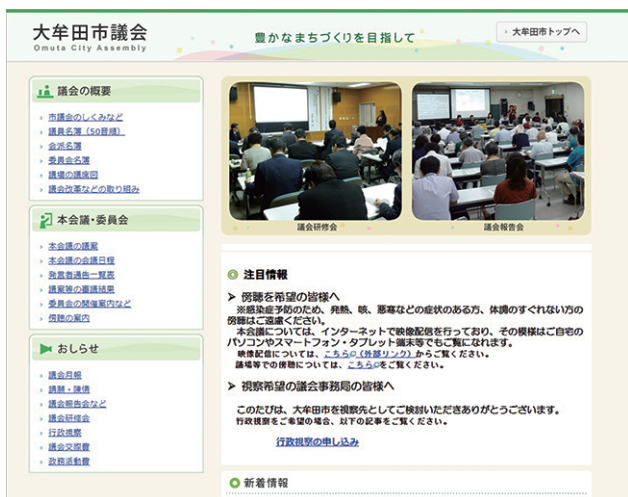 大牟田市議会
Omuta City Assembly
豊かなまちづくりを目指して
大牟田市トップへ
議会の概要
市議会のしくみなど
議員名簿（50音順）
会派名簿
委員会名簿
議場の議席図
議会改革などの取り組み
本会議・委員会
本会議の議案
本会議の会議日程
発言者通告一覧表
議案等の審議結果
委員会の開催案内など
傍聴の案内
おしらせ
議会月報
請願・陳情
議会報告会など
議会研修会
行政視察
議会交際費
政務活動費
議会研修会
議会報告会
注目情報
傍聴を希望の皆様へ
※感染症予防のため、発熱、咳、悪寒などの症状のある方、体調のすぐれない方の
傍聴はご遠慮ください。
本会議については、インターネットで映像配信を行っており、その模様はご自宅の
パソコンやスマートフォン・タブレット端末等でもご覧になれます。
映像配信については、こちら（外部リンク）からご覧ください。
議場等での傍聴については、こちらをご覧ください。
視察希望の議会事務局の皆様へ
このたびは、大牟田市を視察先としてご検討いただきありがとうございます。
行政視察をご希望の場合、以下の記事をご覧ください。
行政視察の申し込み
新着情報